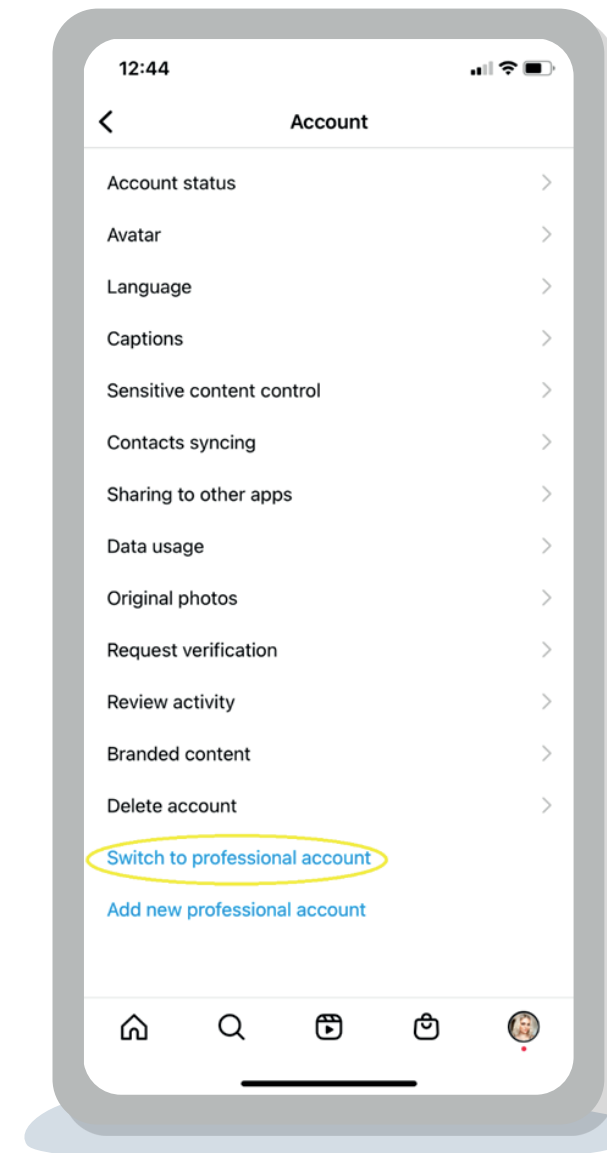 12:44
Account
Account status
Avatar
Language
Captions
Sensitive content control
Contacts syncing
Sharing to other apps
Data usage
Original photos
Request verification
Review activity
Branded content
Delete account
Switch to professional account
Add new professional account